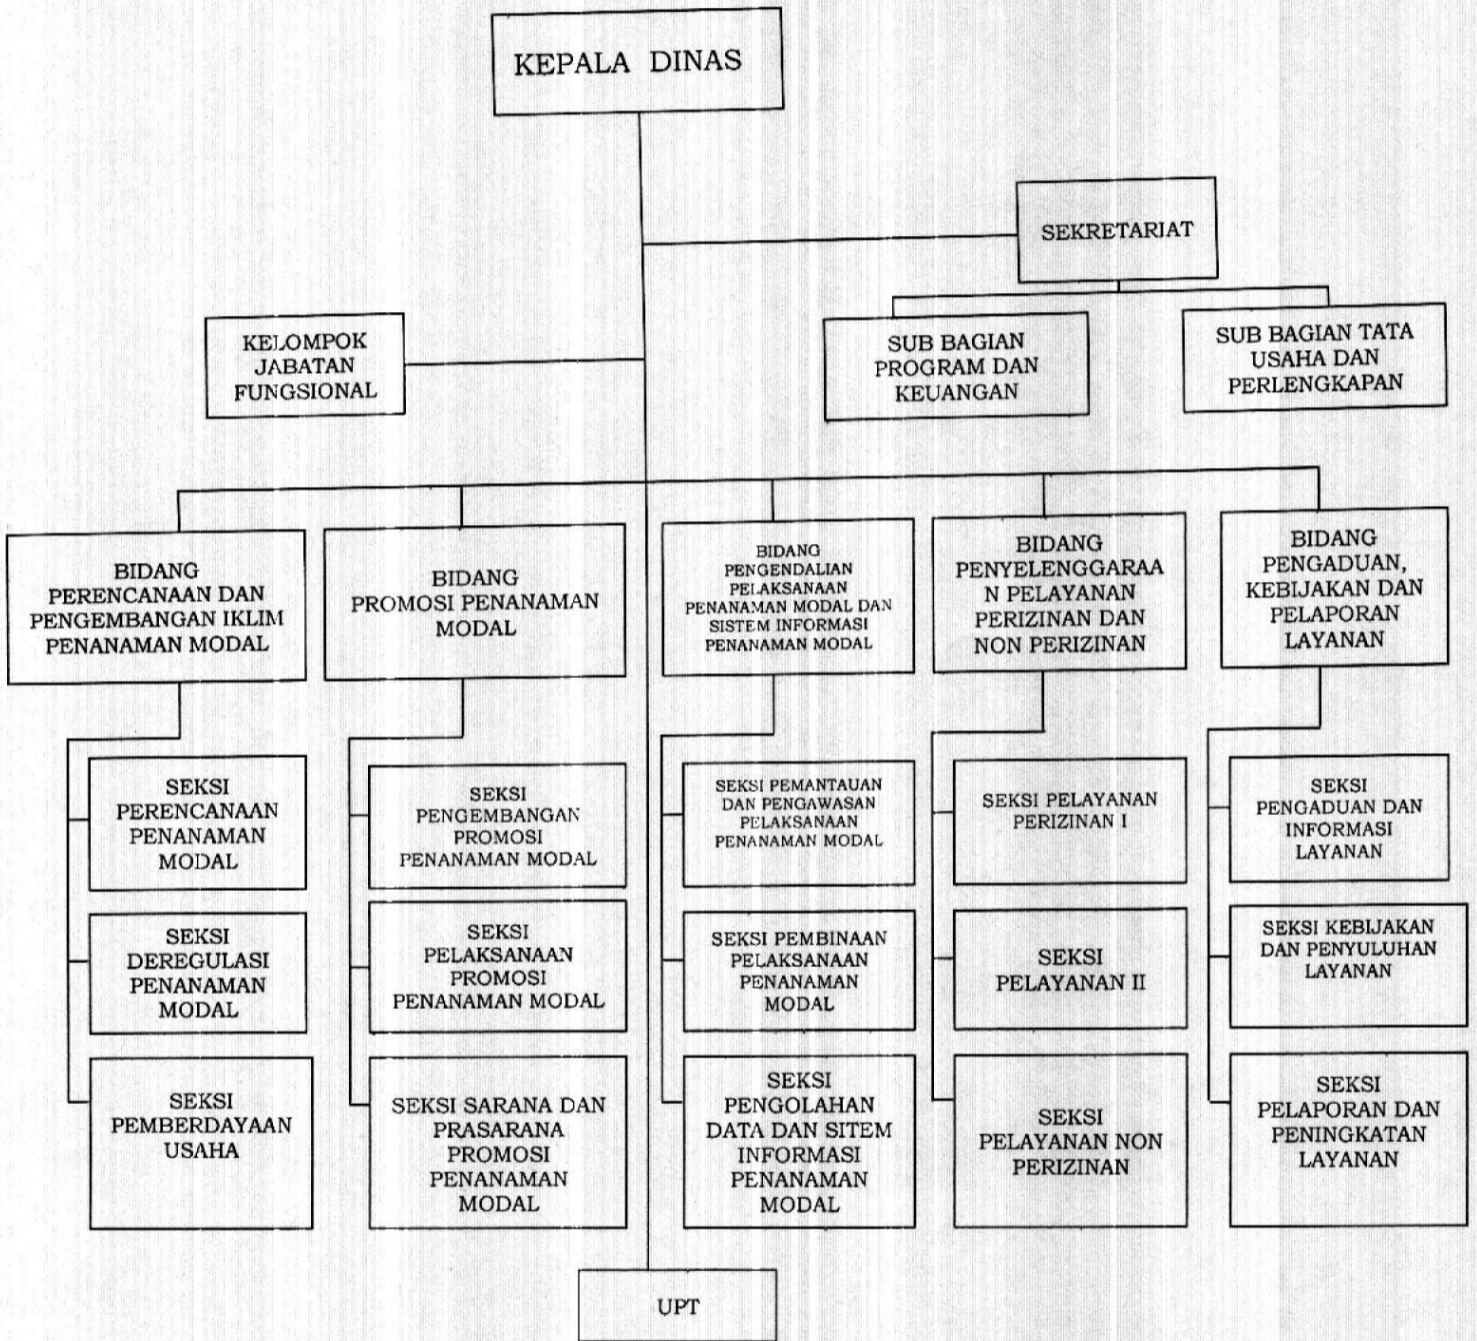 KEPALA DINAS
SEKRETARIAT
KELOMPOK
JABATAN
FUNGSIONAL
SUB BAGIAN
PROGRAM DAN
KEUANGAN
SUB BAGIAN TATA
USAHA DAN
PERLENGKAPAN
BIDANG
PERENCANAAN DAN
PENGEMBANGAN IKLIM
PENANAMAN MODAL
BIDANG
PROMOSI PENANAMAN
MODAL
BIDANG
PENGENDALIAN
PELAKSANAAN
PENANAMAN MODAL DAN
SISTEM INFORMASI
PENANAMAN MODAL
BIDANG
PENYELENGGARAA
N PELAYANAN
PERIZINAN DAN
NON PERIZINAN
BIDANG
PENGADUAN,
KEBIJAKAN DAN
PELAPORAN
LAYANAN
SEKSI
PERENCANAAN
PENANAMAN
MODAL
SEKSI
PENGEMBANGAN
PROMOSI
PENANAMAN MODAL
SEKSI PEMANTAUAN
DAN PENGAWASAN
PELAKSANAAN
PENANAMAN MODAL
SEKSI PELAYANAN
PERIZINAN I
SEKSI
PENGADUAN DAN
INFORMASI
LAYANAN
SEKSI
DEREGULASI
PENANAMAN
MODAL
SEKSI
PELAKSANAAN
PROMOSI
PENANAMAN MODAL
SEKSI PEMBINAAN
PELAKSANAAN
PENANAMAN
MODAL
SEKSI
PELAYANAN II
SEKSI KEBIJAKAN
DAN PENYULUHAN
LAYANAN
SEKSI
PEMBERDAYAAN
USAHA
SEKSI SARANA DAN
PRASARANA
PROMOSI
PENANAMAN
MODAL
SEKSI
PENGOLAHAN
DATA DAN SITEM
INFORMASI
PENANAMAN
MODAL
SEKSI
PELAYANAN NON
PERIZINAN
SEKSI
PELAPORAN DAN
PENINGKATAN
LAYANAN
UPT